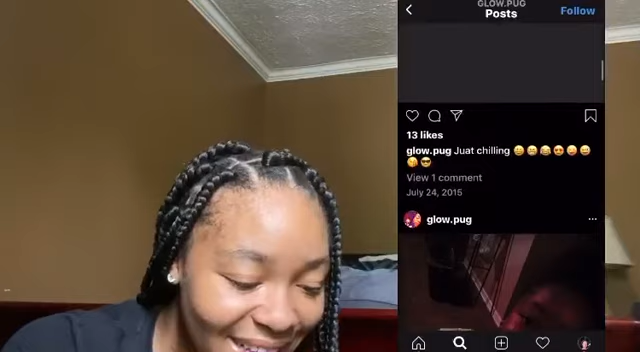 GLOW.PUG
Posts
Follow
13 likes
glow.pug Juat chilling 😄😆😂😍😜😄
😘😎
View 1 comment
July 24, 2015
glow.pug